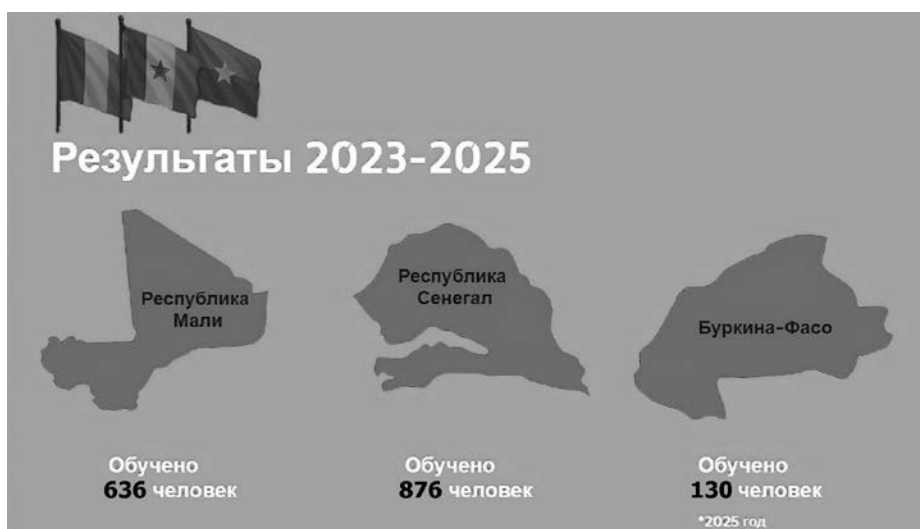 Результаты 2023-2025
Республика
Мали
Республика
Сенегал
Буркина-Фасо
Обучено
636 человек
Обучено
876 человек
Обучено
130 человек
*2025 год